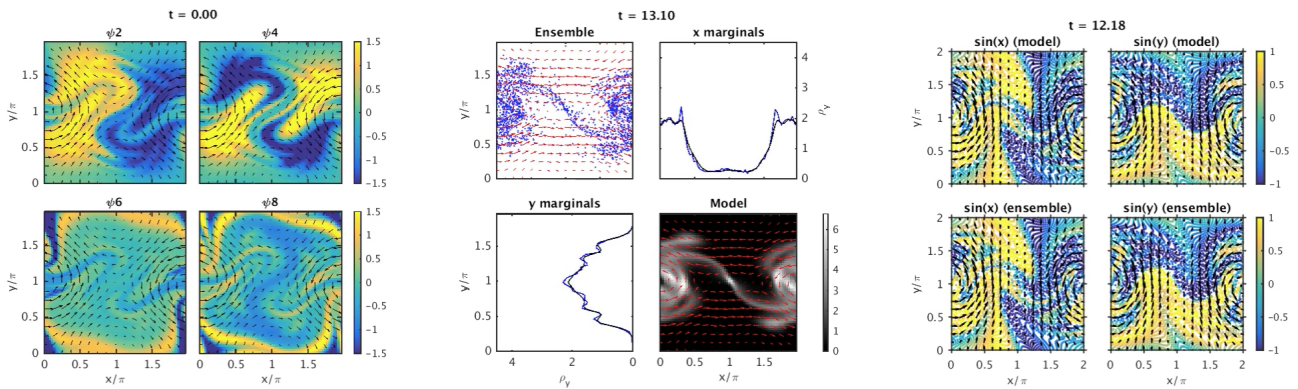 t = 0.00
ψ2 ψ4
y/π
1.5
1
0.5
0
1.5
1
0.5
0
−0.5
−1
−1.5
ψ6 ψ8
y/π
1.5
1
0.5
0
1.5
1
0.5
0
−0.5
−1
−1.5
0 0.5 1 1.5 0 0.5 1 1.5
x/π x/π
t = 13.10
Ensemble x marginals
y/π
1.5
1
0.5
0
4
3
2
1
0
ρy
y marginals Model
y/π
1.5
1
0.5
0
6
5
4
3
2
1
0
4 2 0 0 0.5 1 1.5
ρy x/π
t = 12.18
sin(x) (model) sin(y) (model)
y/π
2
1.5
1
0.5
0
1
0.5
0
−0.5
−1
sin(x) (ensemble) sin(y) (ensemble)
y/π
2
1.5
1
0.5
0
1
0.5
0
−0.5
−1
0 0.5 1 1.5 2 0 0.5 1 1.5 2
x/π x/π